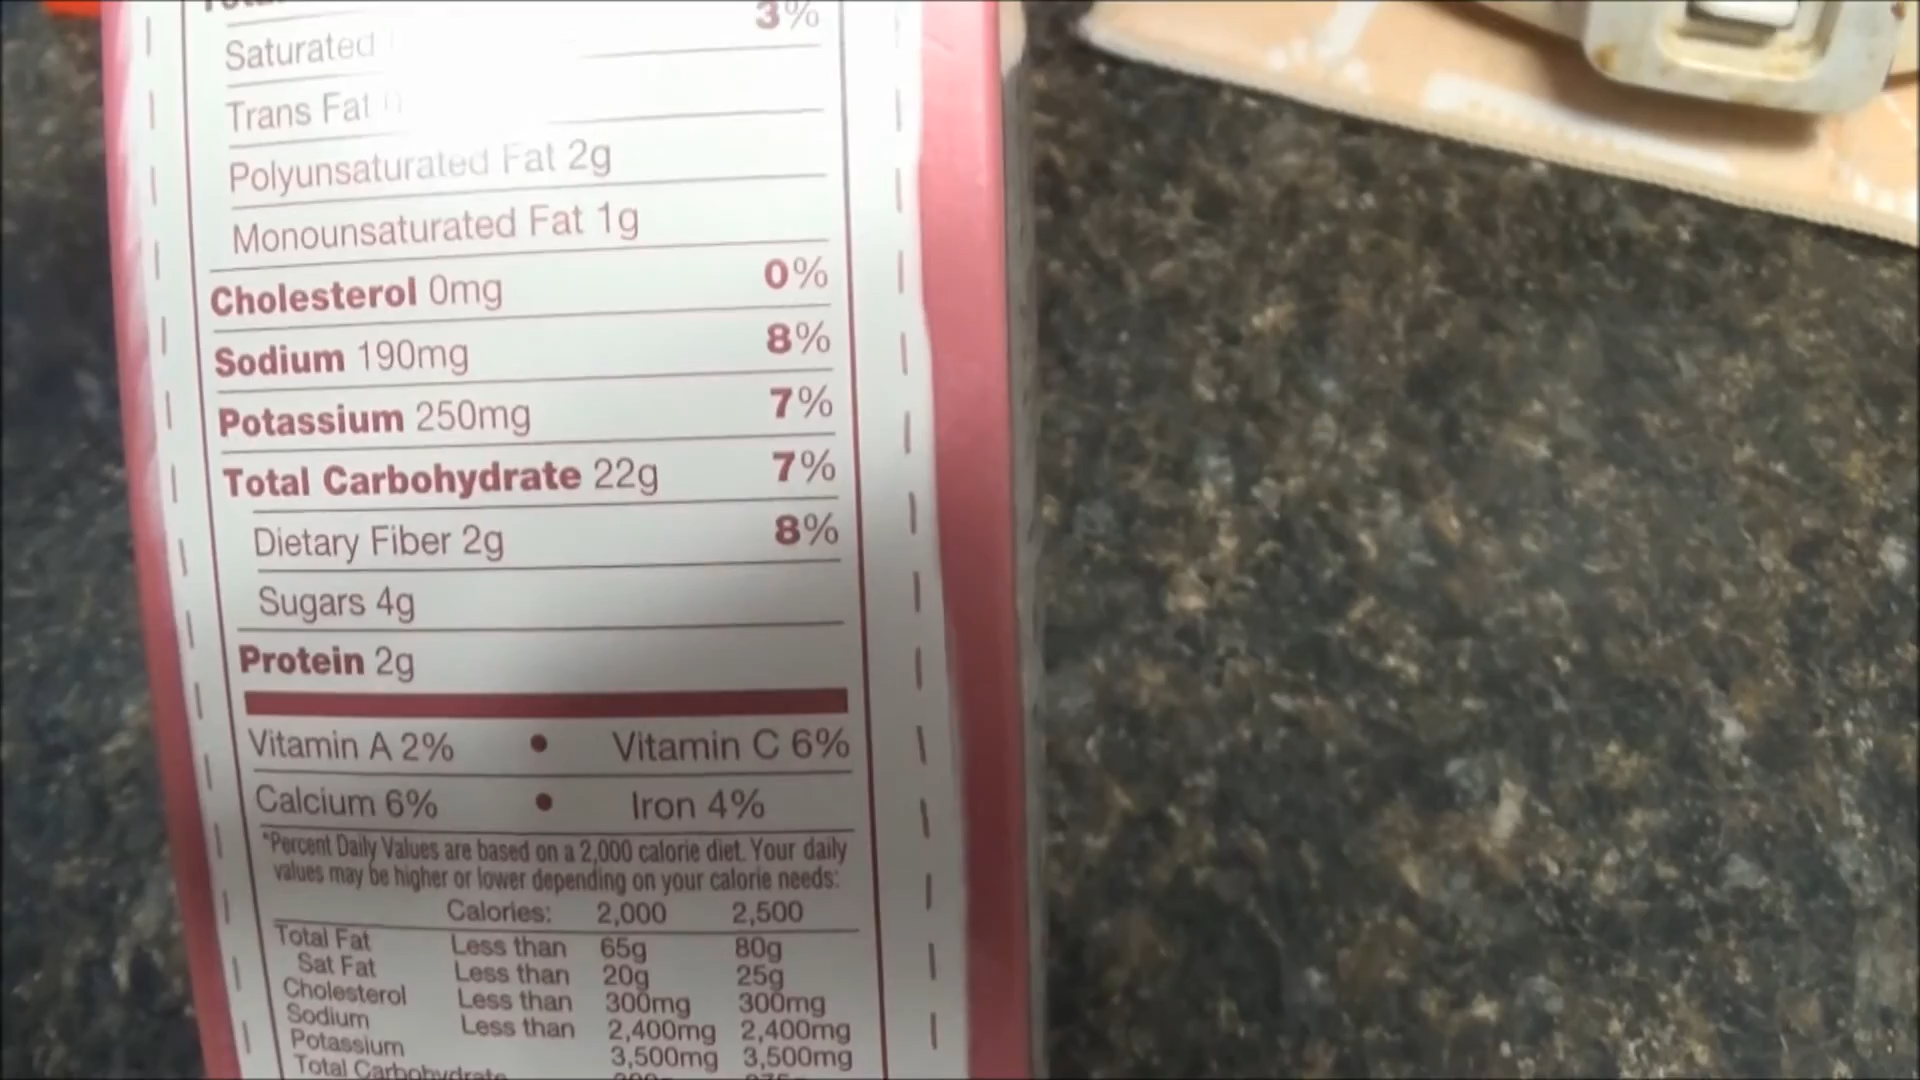 3%
Saturated
Trans Fat
Polyunsaturated Fat 2g
Monounsaturated Fat 1g
Cholesterol 0mg 0%
Sodium 190mg 8%
Potassium 250mg 7%
Total Carbohydrate 22g 7%
Dietary Fiber 2g 8%
Sugars 4g
Protein 2g
Vitamin A 2% • Vitamin C 6%
Calcium 6% • Iron 4%
*Percent Daily Values are based on a 2,000 calorie diet. Your daily
values may be higher or lower depending on your calorie needs:
Calories: 2,000 2,500
Total Fat Less than 65g 80g
Sat Fat Less than 20g 25g
Cholesterol Less than 300mg 300mg
Sodium Less than 2,400mg 2,400mg
Potassium 3,500mg 3,500mg
Total Carbohydrate